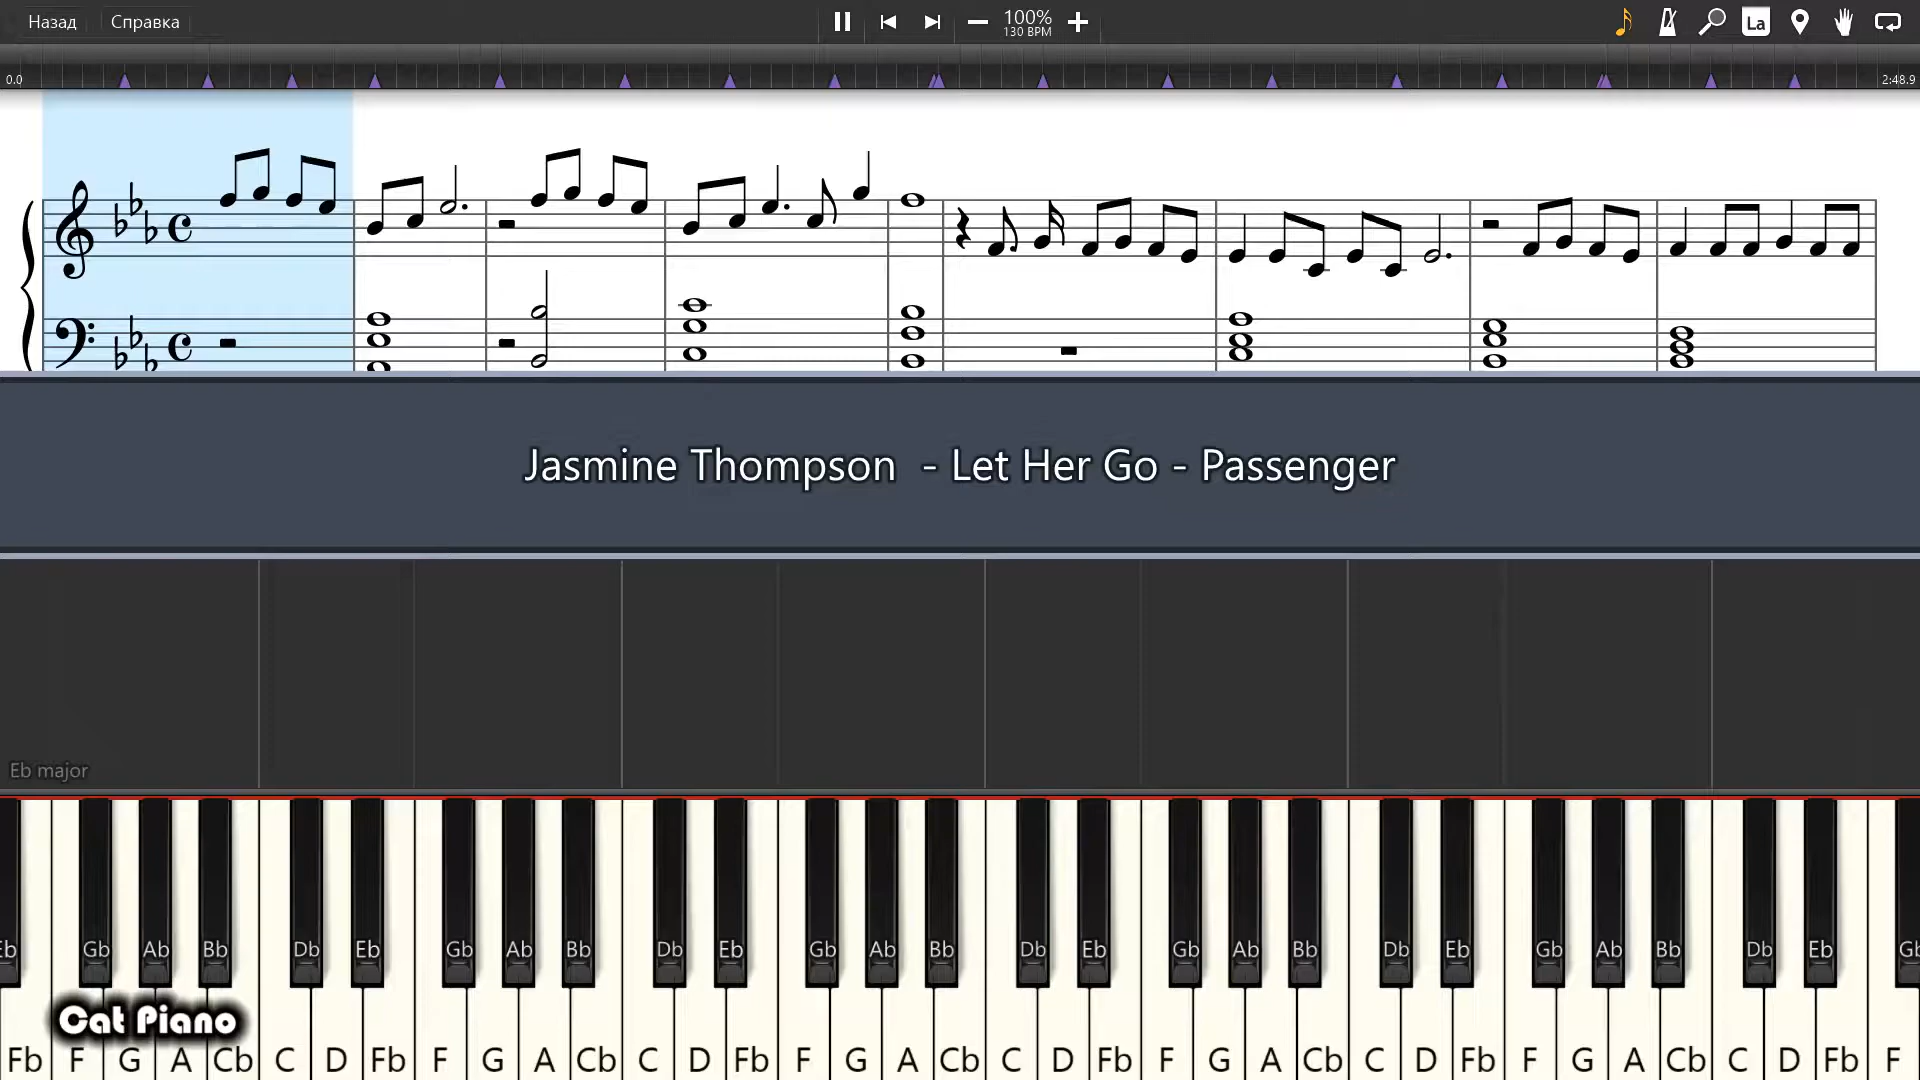 Назад Справка 100% La
130 BPM
0.0 2:48.9
Jasmine Thompson - Let Her Go - Passenger
Eb major
Eb Gb Ab Bb Db Eb Gb Ab Bb Db Eb Gb Ab Bb Db Eb Gb Ab Bb Db Eb Gb Ab Bb Db Eb Gb
Cat Piano
Fb F G A Cb C D Fb F G A Cb C D Fb F G A Cb C D Fb F G A Cb C D Fb F G A Cb C D Fb F